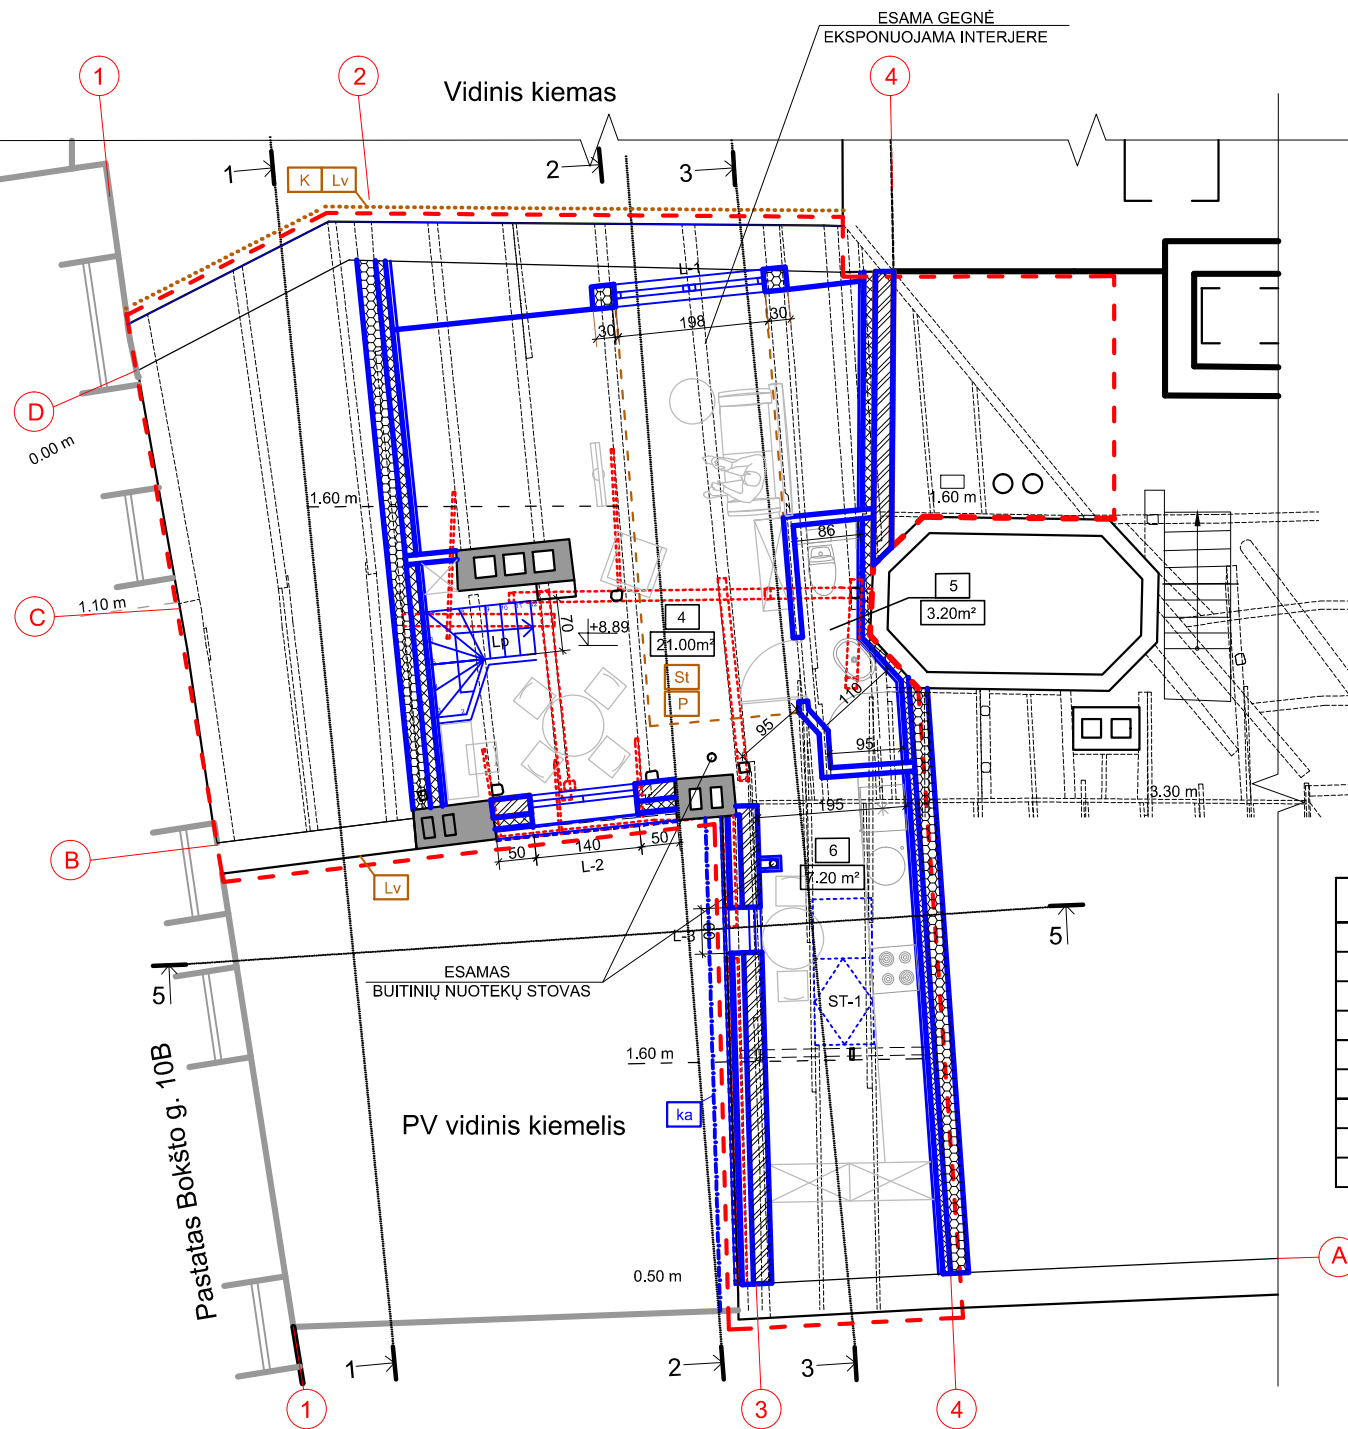 ESAMA GEGNĖ
EKSPONUOJAMA INTERJERE
1
2
4
Vidinis kiemas
1
2
3
K Lv
L-1
30
198
30
D
0.00 m
1.60 m
1.60 m
86
5
3.20m²
C
1.10 m
70
+8.89
4
21.00m²
Lp
St
P
110
95
95
3.30 m
195
B
50
140
50
L-2
6
7.20 m²
Lv
60
L-3
5
5
ESAMAS
BUITINIŲ NUOTEKŲ STOVAS
ST-1
1.60 m
ka
PV vidinis kiemelis
Pastatas Bokšto g. 10B
0.50 m
A
1
2
3
1
3
4